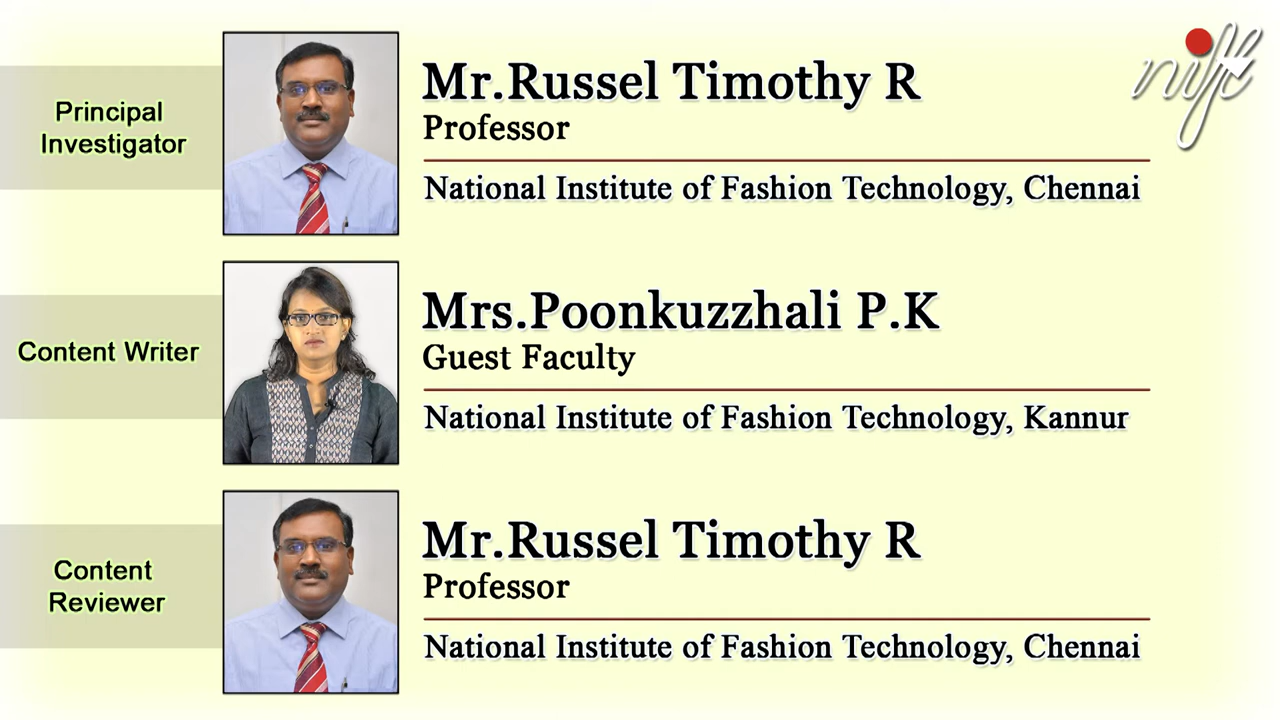 Principal
Investigator
Mr.Russel Timothy R
Professor
National Institute of Fashion Technology, Chennai
nift
Content Writer
Mrs.Poonkuzzhali P.K
Guest Faculty
National Institute of Fashion Technology, Kannur
Content
Reviewer
Mr.Russel Timothy R
Professor
National Institute of Fashion Technology, Chennai